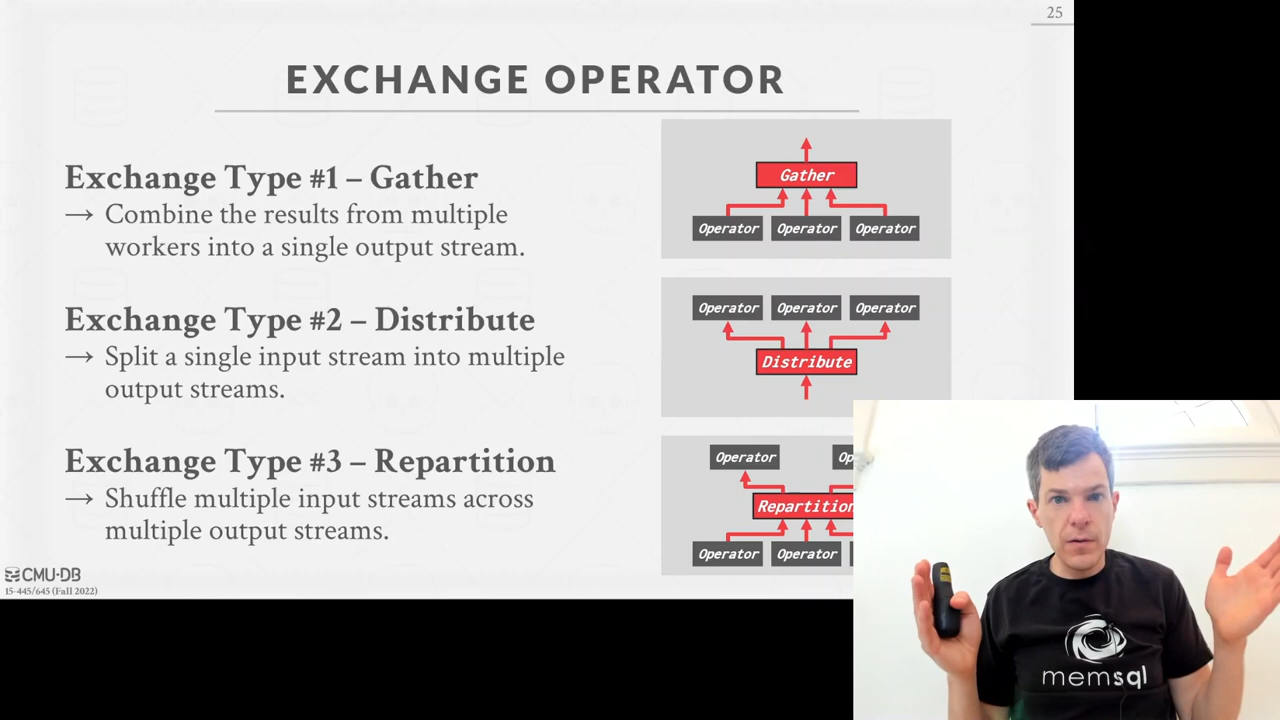 25
EXCHANGE OPERATOR
Exchange Type #1 – Gather
→ Combine the results from multiple
workers into a single output stream.
Gather
Operator Operator Operator
Exchange Type #2 – Distribute
→ Split a single input stream into multiple
output streams.
Operator Operator Operator
Distribute
Exchange Type #3 – Repartition
→ Shuffle multiple input streams across
multiple output streams.
Operator Op
Repartition
Operator Operator
CMU·DB
15-445/645 (Fall 2022)
memsql